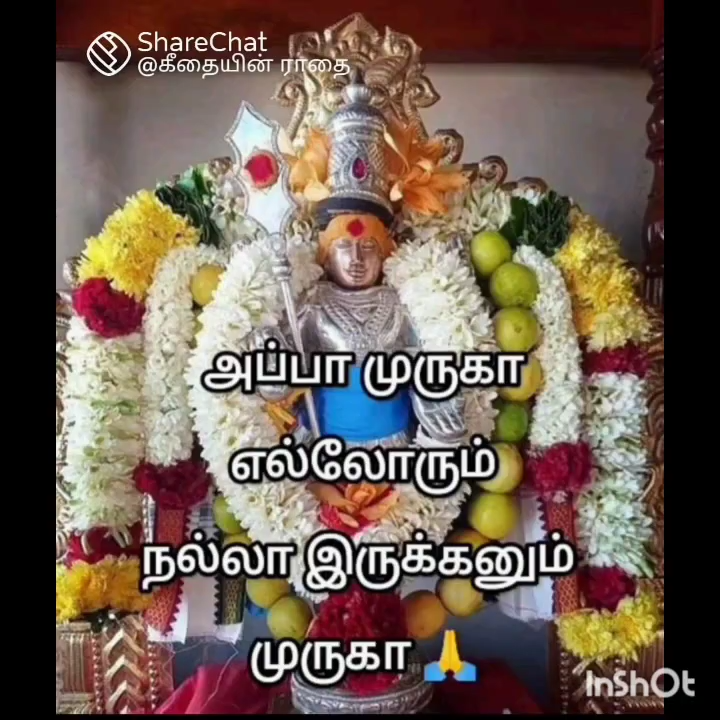 ShareChat
@கீதையின் ராதை
அப்பா முருகா
எல்லோரும்
நல்லா இருக்கனும்
முருகா 🙏
InShOt